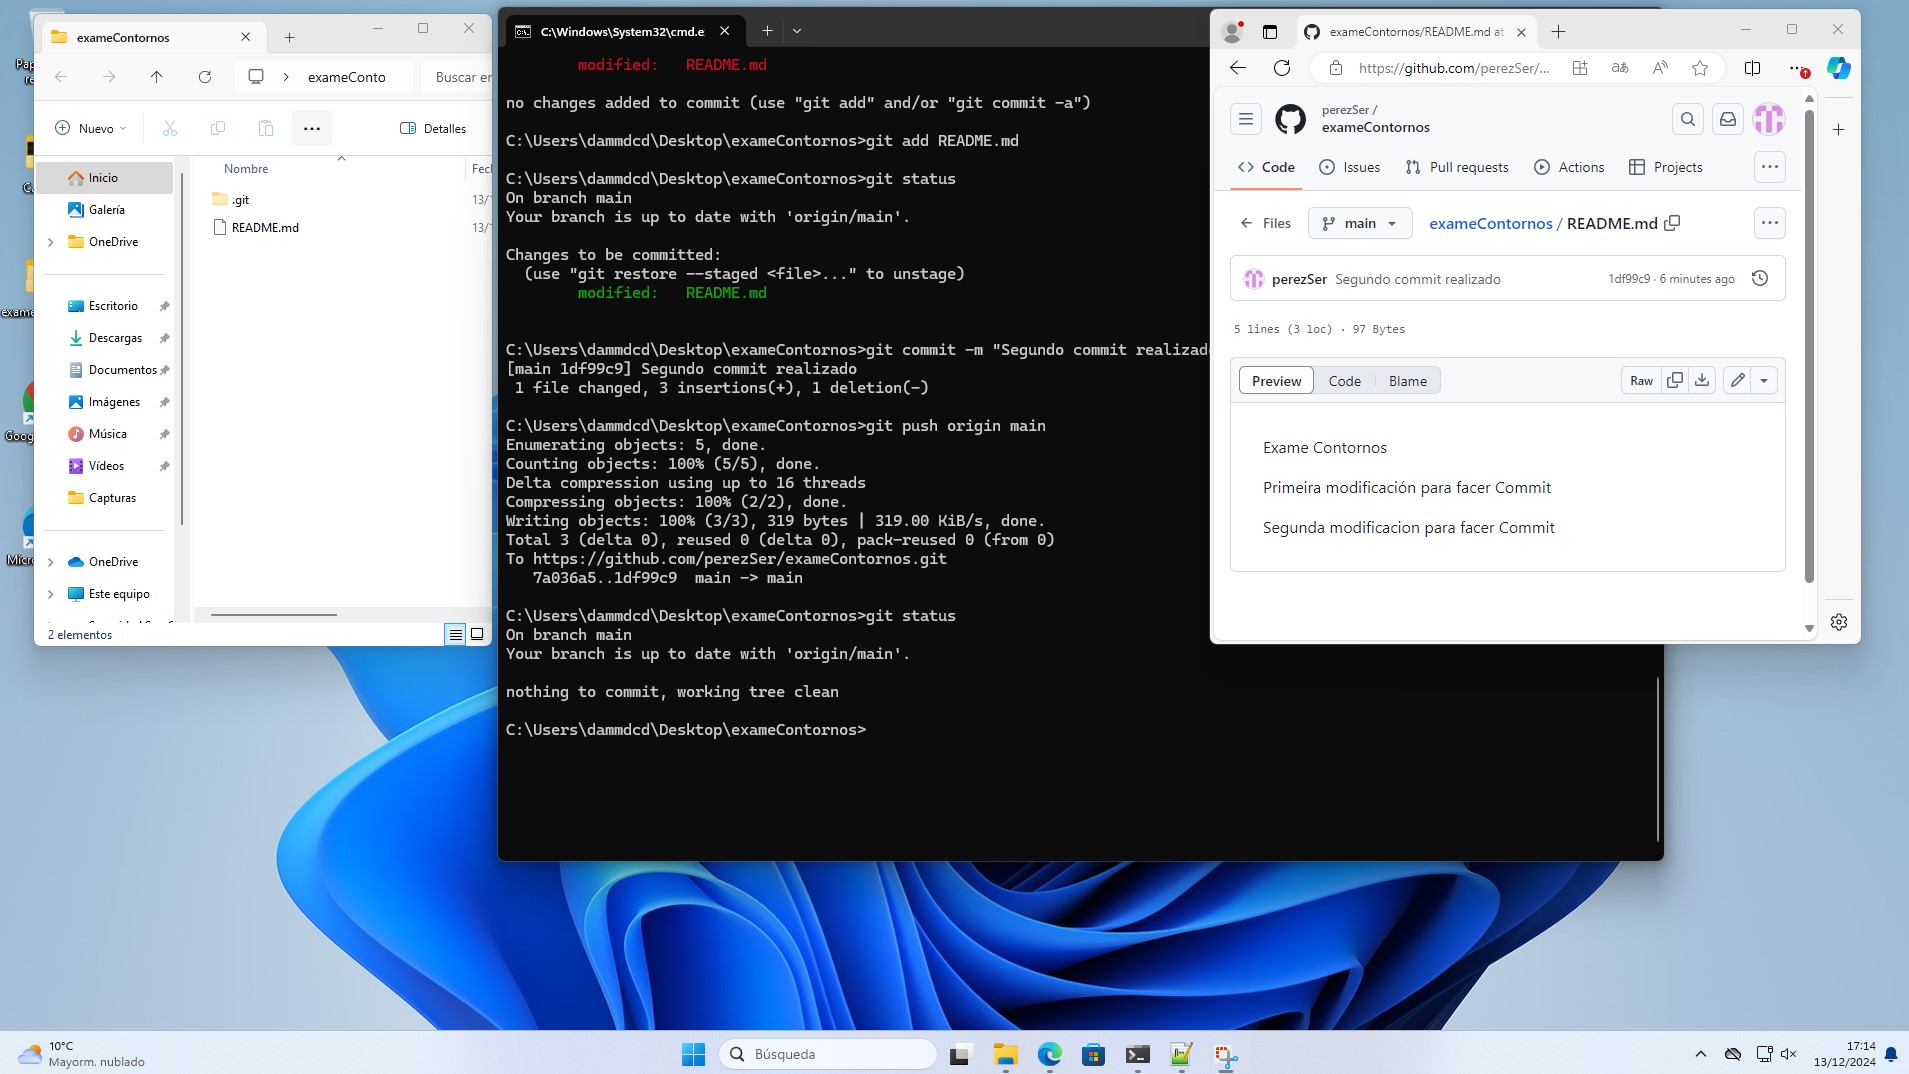 exameContornos
exameConto
Buscar en
Nuevo
Detalles
Nombre
Fec
Inicio
Galería
OneDrive
Escritorio
Descargas
Documentos
Imágenes
Música
Vídeos
Capturas
OneDrive
Este equipo
.git
13/
README.md
13/
2 elementos
C:\Windows\System32\cmd.e
modified:   README.md
no changes added to commit (use "git add" and/or "git commit -a")
C:\Users\dammdcd\Desktop\exameContornos>git add README.md
C:\Users\dammdcd\Desktop\exameContornos>git status
On branch main
Your branch is up to date with 'origin/main'.
Changes to be committed:
(use "git restore --staged <file>..." to unstage)
modified:   README.md
C:\Users\dammdcd\Desktop\exameContornos>git commit -m "Segundo commit realizado
[main 1df99c9] Segundo commit realizado
1 file changed, 3 insertions(+), 1 deletion(-)
C:\Users\dammdcd\Desktop\exameContornos>git push origin main
Enumerating objects: 5, done.
Counting objects: 100% (5/5), done.
Delta compression using up to 16 threads
Compressing objects: 100% (2/2), done.
Writing objects: 100% (3/3), 319 bytes | 319.00 KiB/s, done.
Total 3 (delta 0), reused 0 (delta 0), pack-reused 0 (from 0)
To https://github.com/perezSer/exameContornos.git
7a036a5..1df99c9  main -> main
C:\Users\dammdcd\Desktop\exameContornos>git status
On branch main
Your branch is up to date with 'origin/main'.
nothing to commit, working tree clean
C:\Users\dammdcd\Desktop\exameContornos>
exameContornos/README.md at
https://github.com/perezSer/...
perezSer /
exameContornos
Code
Issues
Pull requests
Actions
Projects
Files
main
exameContornos / README.md
perezSer Segundo commit realizado
1df99c9 · 6 minutes ago
5 lines (3 loc) · 97 Bytes
Preview
Code
Blame
Raw
Exame Contornos
Primeira modificación para facer Commit
Segunda modificacion para facer Commit
10°C
Mayorm. nublado
Búsqueda
17:14
13/12/2024